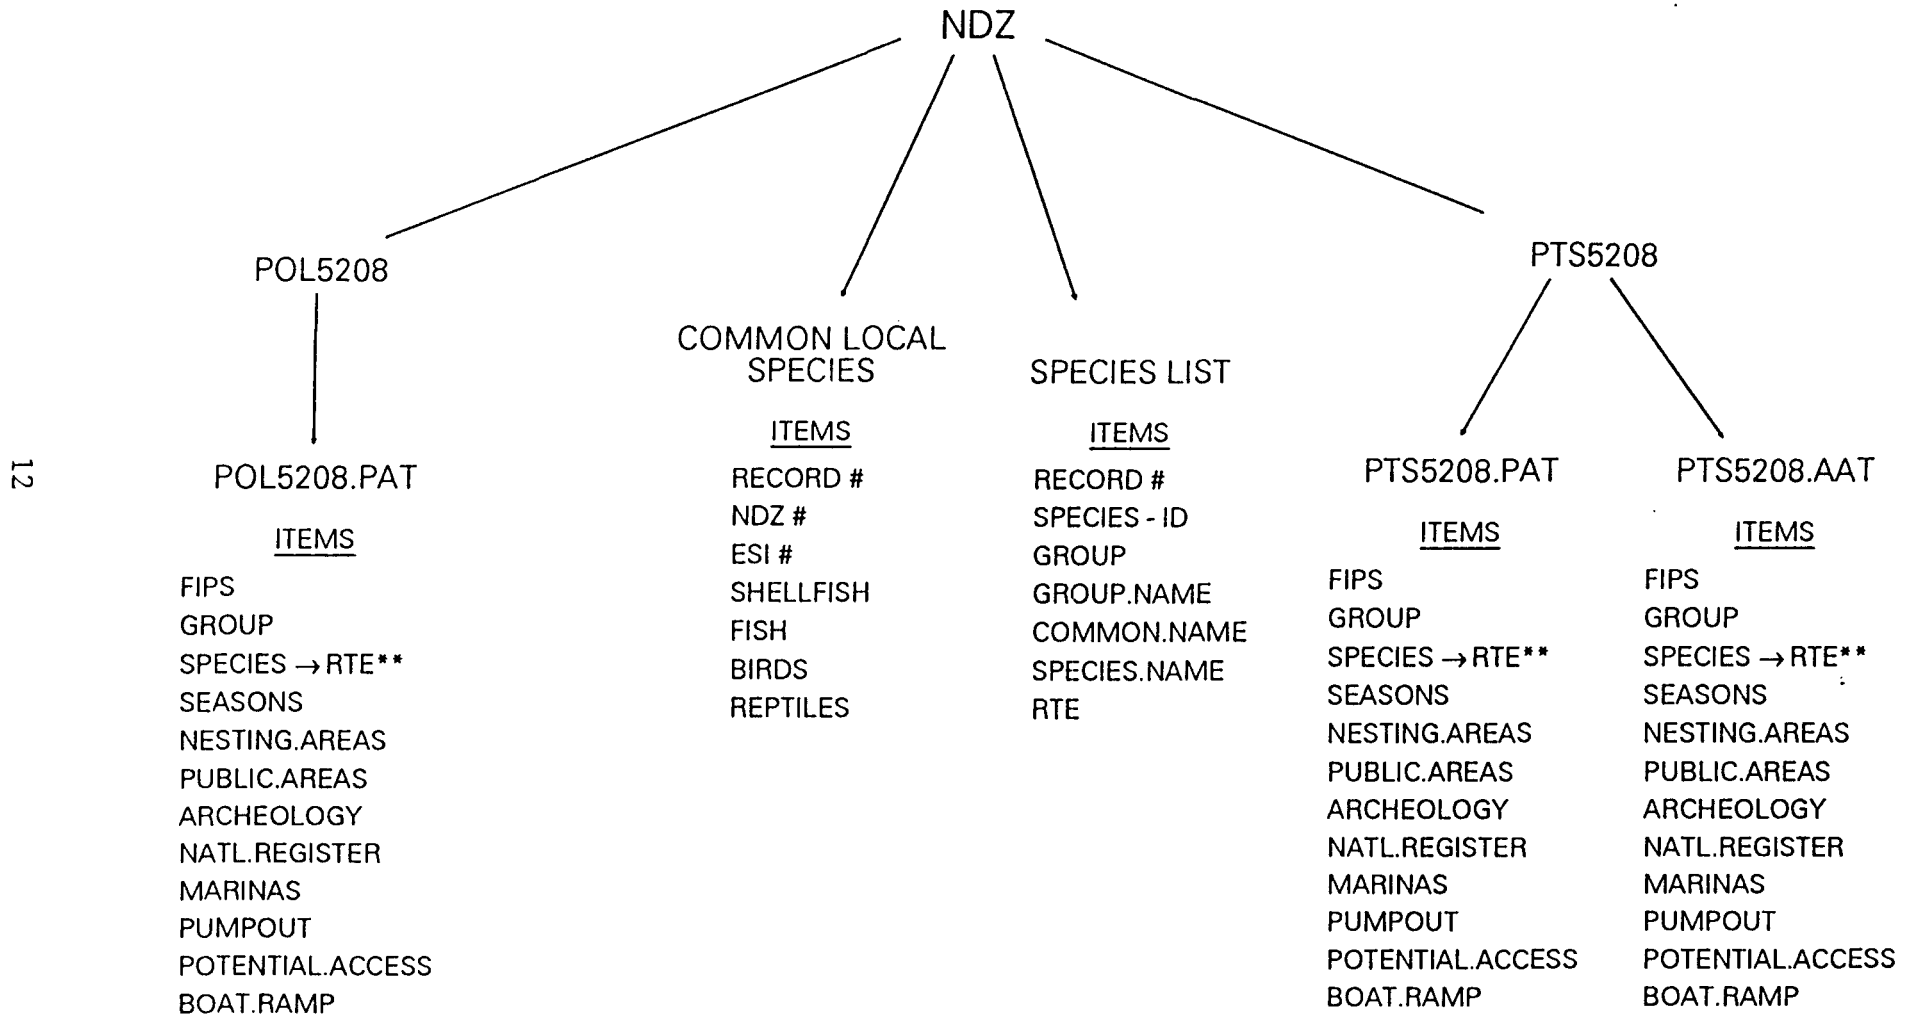 NDZ
POL5208
POL5208.PAT
ITEMS
FIPS
GROUP
SPECIES → RTE**
SEASONS
NESTING.AREAS
PUBLIC.AREAS
ARCHEOLOGY
NATL.REGISTER
MARINAS
PUMPOUT
POTENTIAL.ACCESS
BOAT.RAMP
COMMON LOCAL
SPECIES
ITEMS
RECORD #
NDZ #
ESI #
SHELLFISH
FISH
BIRDS
REPTILES
SPECIES LIST
ITEMS
RECORD #
SPECIES - ID
GROUP
GROUP.NAME
COMMON.NAME
SPECIES.NAME
RTE
PTS5208
PTS5208.PAT
ITEMS
FIPS
GROUP
SPECIES → RTE**
SEASONS
NESTING.AREAS
PUBLIC.AREAS
ARCHEOLOGY
NATL.REGISTER
MARINAS
PUMPOUT
POTENTIAL.ACCESS
BOAT.RAMP
PTS5208.AAT
ITEMS
FIPS
GROUP
SPECIES → RTE**
SEASONS
NESTING.AREAS
PUBLIC.AREAS
ARCHEOLOGY
NATL.REGISTER
MARINAS
PUMPOUT
POTENTIAL.ACCESS
BOAT.RAMP
12